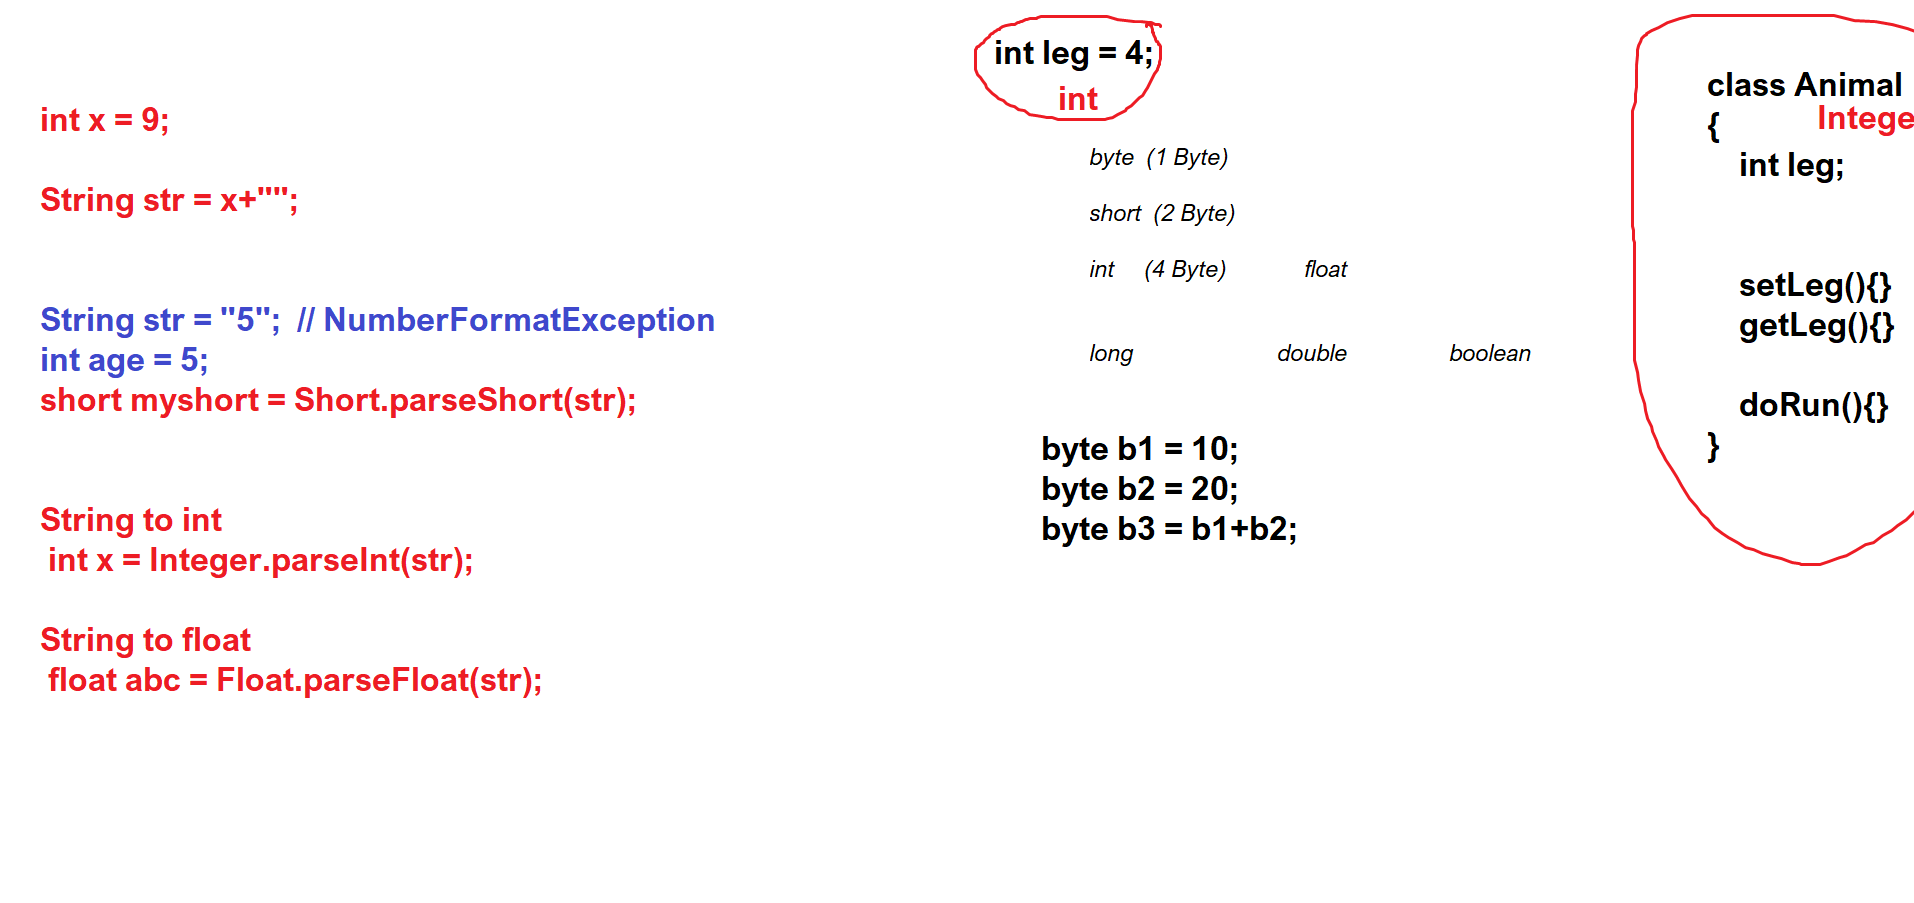 int x = 9;
String str = x+"";
String str = "5";  // NumberFormatException
int age = 5;
short myshort = Short.parseShort(str);
String to int
int x = Integer.parseInt(str);
String to float
float abc = Float.parseFloat(str);
int leg = 4;
int
byte  (1 Byte)
short  (2 Byte)
int  (4 Byte)  float
long  double  boolean
byte b1 = 10;
byte b2 = 20;
byte b3 = b1+b2;
class Animal
{  Intege
int leg;
setLeg(){}
getLeg(){}
doRun(){}
}